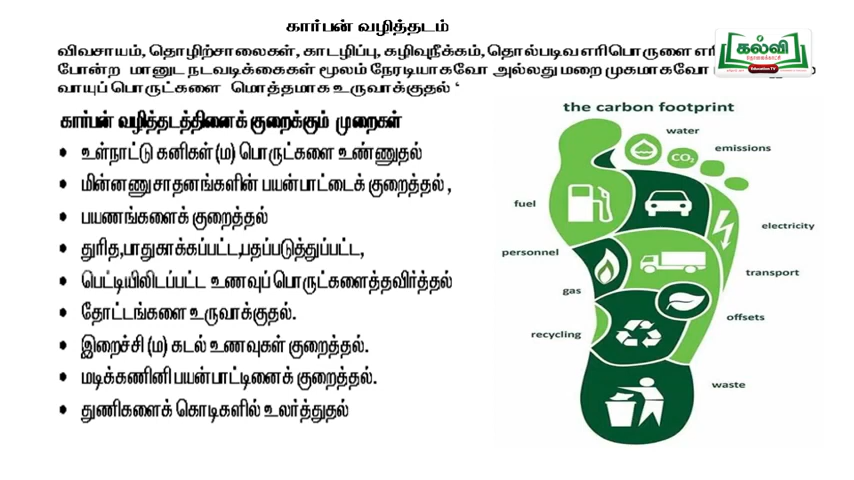 கார்பன் வழித்தடம்
விவசாயம், தொழிற்சாலைகள், காடழிப்பு, கழிவுநீக்கம், தொல்படிவ எரிபொருளை
போன்ற மானுட நடவடிக்கைகள் மூலம் நேரடியாகவோ அல்லது மறைமுகமாகவோ
வாயுப் பொருட்களை மொத்தமாக உருவாக்குதல் ‘
கல்வி
தொலைக்காட்சி
Education TV
the carbon footprint
கார்பன் வழித்தடத்தினைக் குறைக்கும் முறைகள்
• உள்நாட்டு கனிகள் (ம) பொருட்களை உண்ணுதல்
• மின்னணு சாதனங்களின் பயன்பாட்டைக் குறைத்தல் ,
• பயணங்களைக் குறைத்தல்
• துரித,பாதுகாக்கப்பட்ட,பதப்படுத்துப்பட்ட,
• பெட்டியிலிடப்பட்ட உணவுப் பொருட்களைத்தவிர்த்தல்
• தோட்டங்களை உருவாக்குதல்.
• இறைச்சி (ம) கடல் உணவுகள் குறைத்தல்.
• மடிக்கணினி பயன்பாட்டினைக் குறைத்தல்.
• துணிகளைக் கொடிகளில் உலர்த்துதல்
water
emissions
CO₂
fuel
electricity
personnel
transport
gas
offsets
recycling
waste